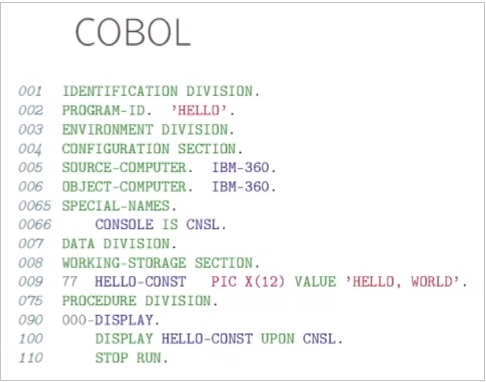 COBOL
001 IDENTIFICATION DIVISION.
002 PROGRAM-ID. 'HELLO'.
003 ENVIRONMENT DIVISION.
004 CONFIGURATION SECTION.
005 SOURCE-COMPUTER. IBM-360.
006 OBJECT-COMPUTER. IBM-360.
0065 SPECIAL-NAMES.
0066 CONSOLE IS CNSL.
007 DATA DIVISION.
008 WORKING-STORAGE SECTION.
009 77 HELLO-CONST PIC X(12) VALUE 'HELLO, WORLD'.
075 PROCEDURE DIVISION.
090 000-DISPLAY.
100 DISPLAY HELLO-CONST UPON CNSL.
110 STOP RUN.